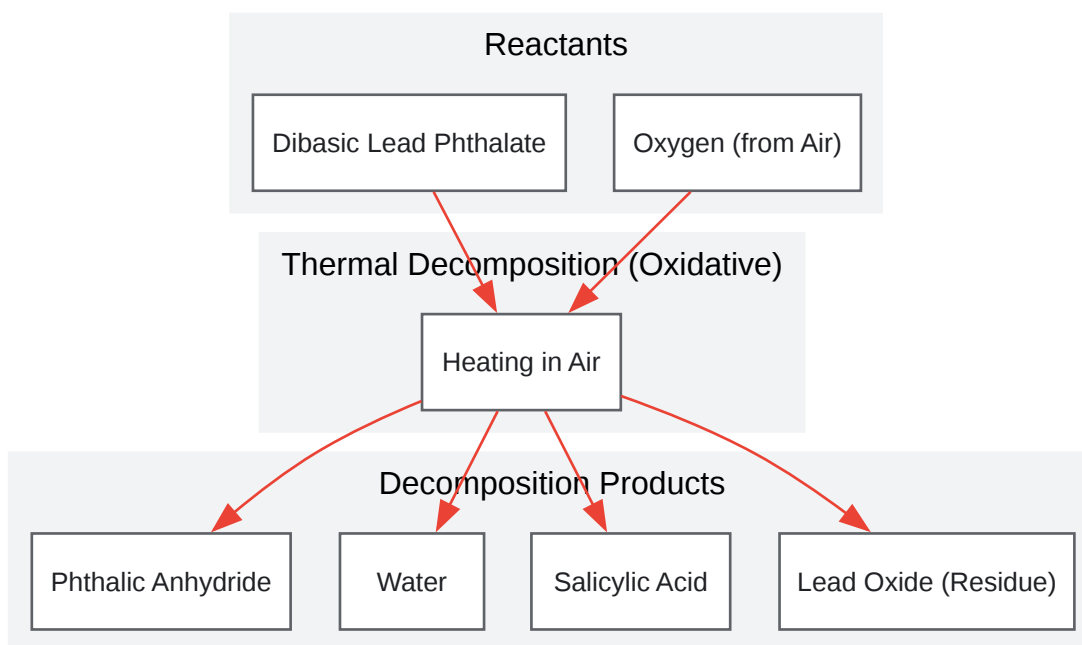 Reactants
Dibasic Lead Phthalate
Oxygen (from Air)
Thermal Decomposition (Oxidative)
Heating in Air
Decomposition Products
Phthalic Anhydride
Water
Salicylic Acid
Lead Oxide (Residue)